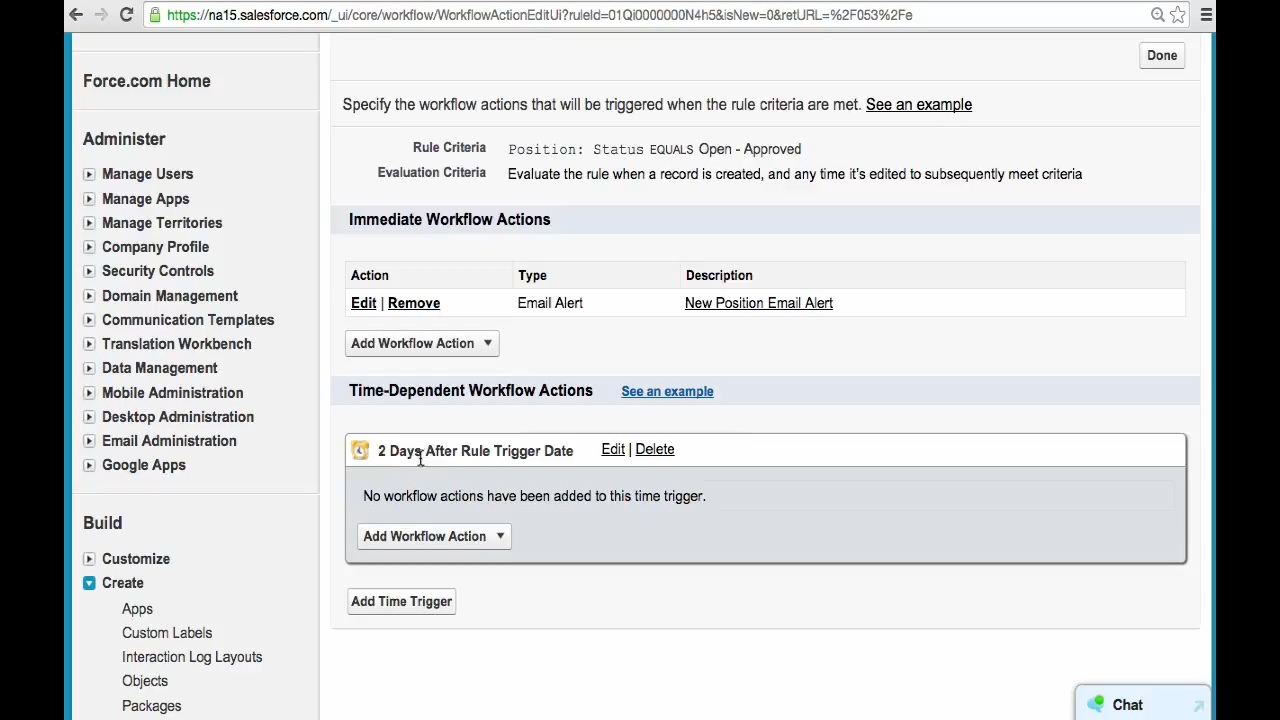 https://na15.salesforce.com/_ui/core/workflow/WorkflowActionEditUi?ruleId=01Qi0000000N4h5&isNew=0&retURL=%2F053%2Fe
Force.com Home
Administer
Manage Users
Manage Apps
Manage Territories
Company Profile
Security Controls
Domain Management
Communication Templates
Translation Workbench
Data Management
Mobile Administration
Desktop Administration
Email Administration
Google Apps
Build
Customize
Create
Apps
Custom Labels
Interaction Log Layouts
Objects
Packages
Done
Specify the workflow actions that will be triggered when the rule criteria are met. See an example
Rule Criteria Position: Status EQUALS Open - Approved
Evaluation Criteria Evaluate the rule when a record is created, and any time it's edited to subsequently meet criteria
Immediate Workflow Actions
Action Type Description
Edit | Remove Email Alert New Position Email Alert
Add Workflow Action
Time-Dependent Workflow Actions See an example
2 Days After Rule Trigger Date Edit | Delete
No workflow actions have been added to this time trigger.
Add Workflow Action
Add Time Trigger
Chat